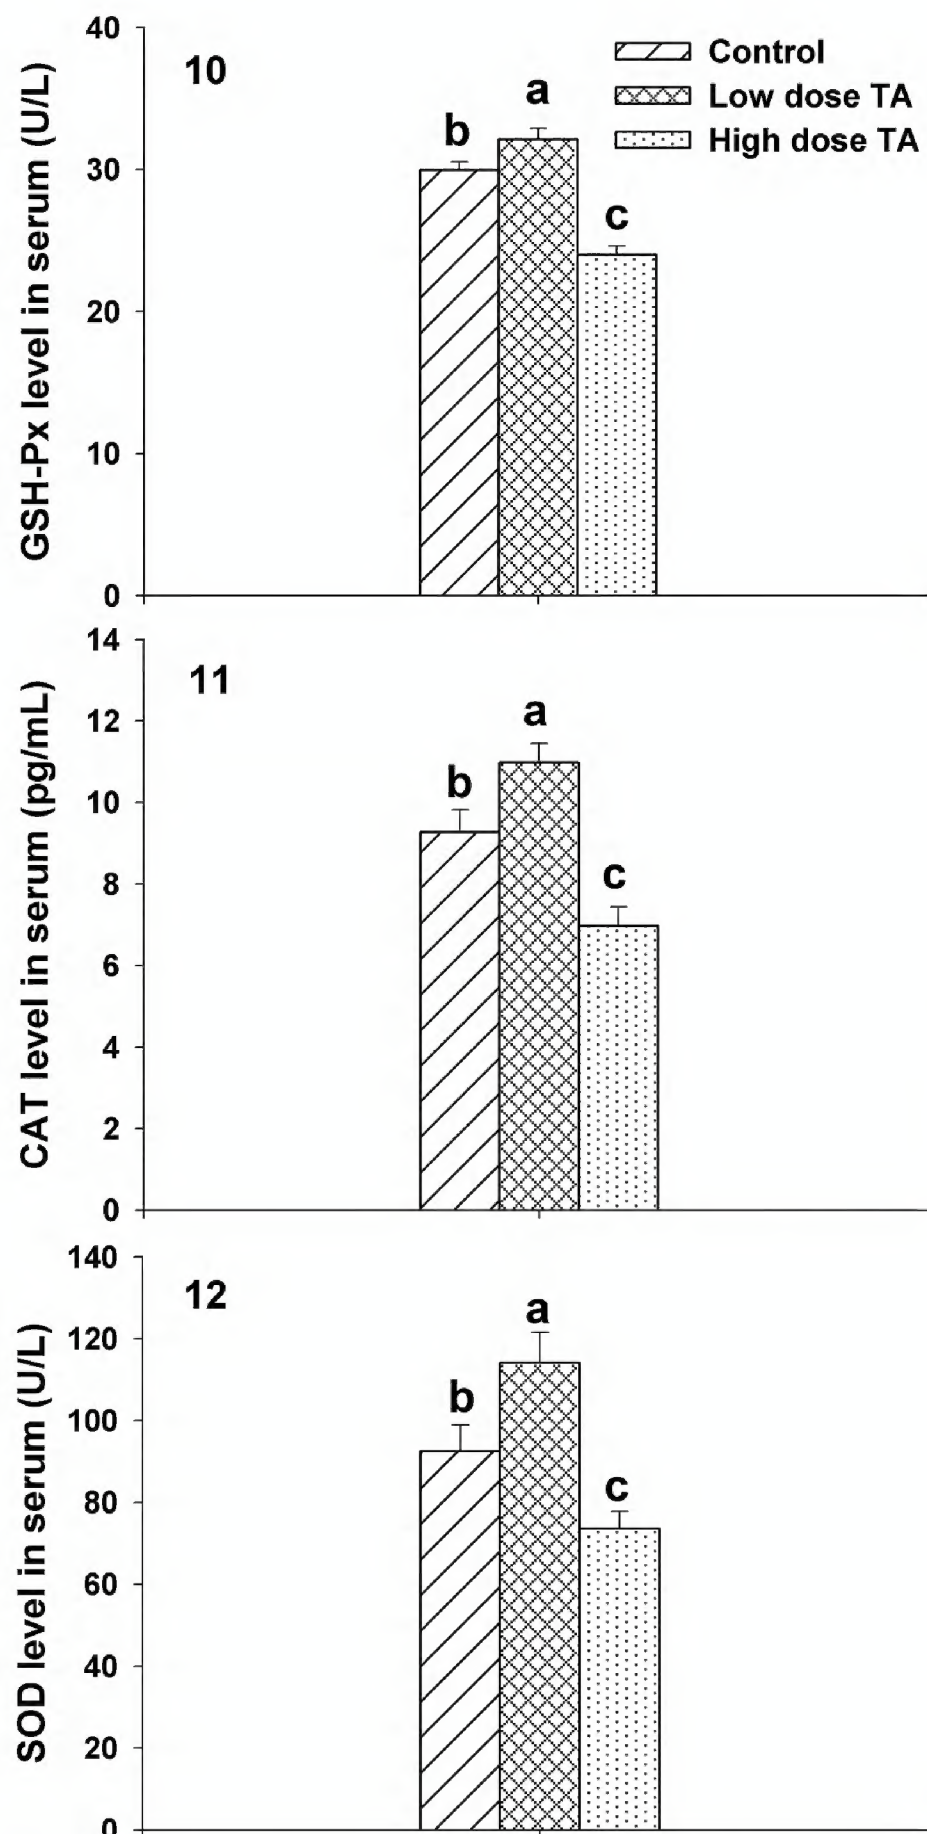 40
10
Control
a
Low dose TA
b
High dose TA
30
c
20
10
0
GSH-Px level in serum (U/L)
14
11
12
a
b
10
c
8
6
4
2
0
CAT level in serum (pg/mL)
140
12
120
a
b
100
c
80
60
40
20
0
SOD level in serum (U/L)